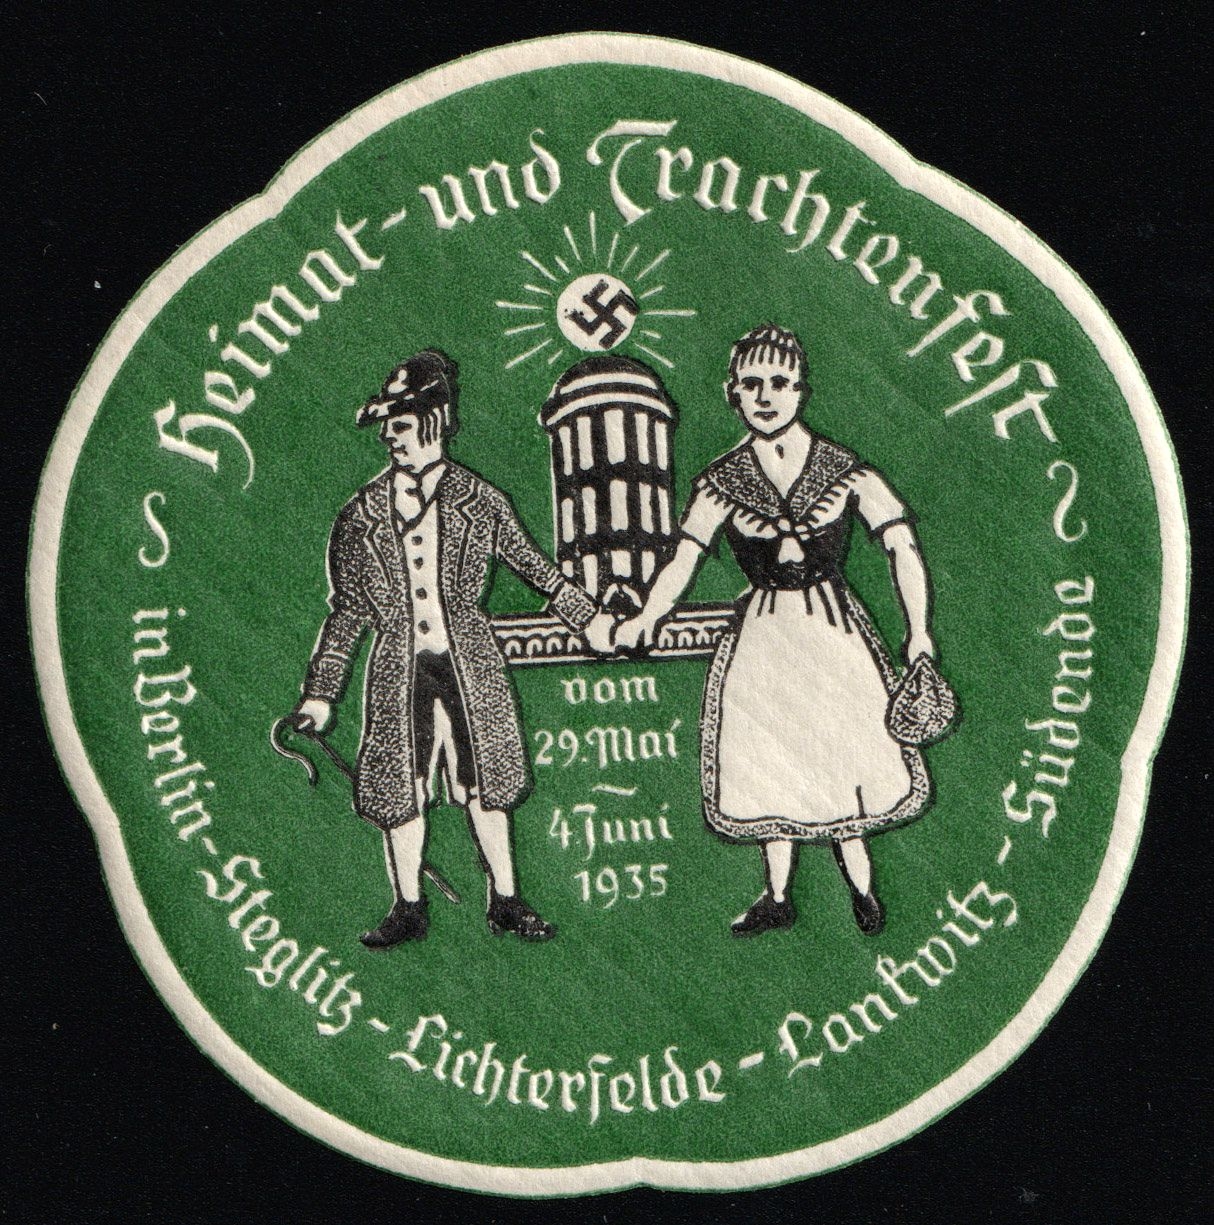 Heimat- und Trachtenfest
vom
29. Mai
~
4. Juni
1935
in Berlin-Steglitz-Lichterfelde-Lankwitz-Südende